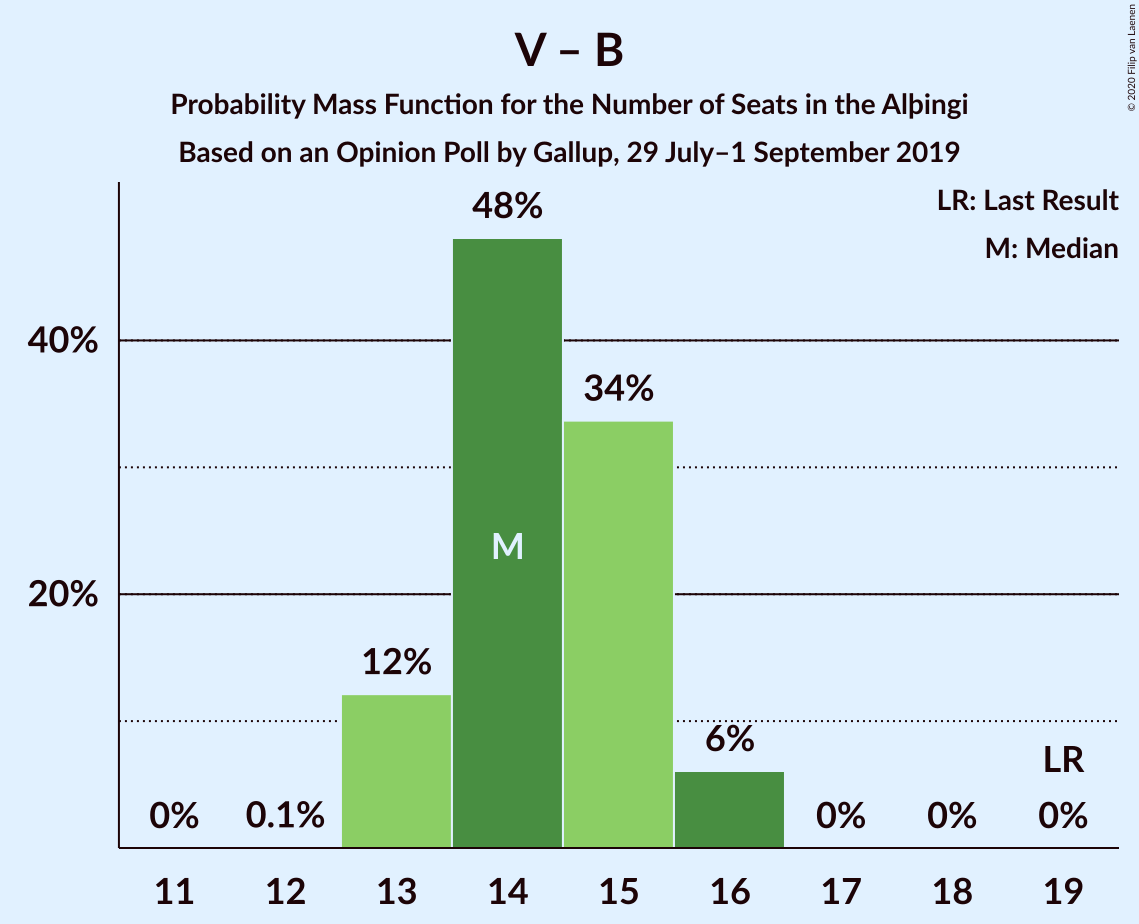 V – B
Probability Mass Function for the Number of Seats in the Alþingi
Based on an Opinion Poll by Gallup, 29 July–1 September 2019
© 2020 Filip van Laenen
LR: Last Result
M: Median
48%
40%
34%
M
20%
12%
6%
LR
0% 0.1% 0% 0% 0%
11 12 13 14 15 16 17 18 19